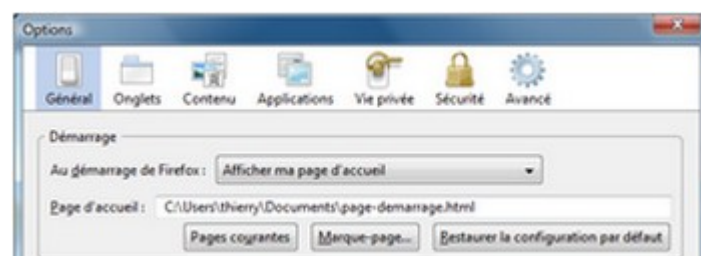 Options
Général Onglets Contenu Applications Vie privée Sécurité Avancé
Démarrage
Au démarrage de Firefox : Afficher ma page d'accueil
Page d'accueil : C:\Users\thierry\Documents\page-demarrage.html
Pages courantes Marque-page... Restaurer la configuration par défaut